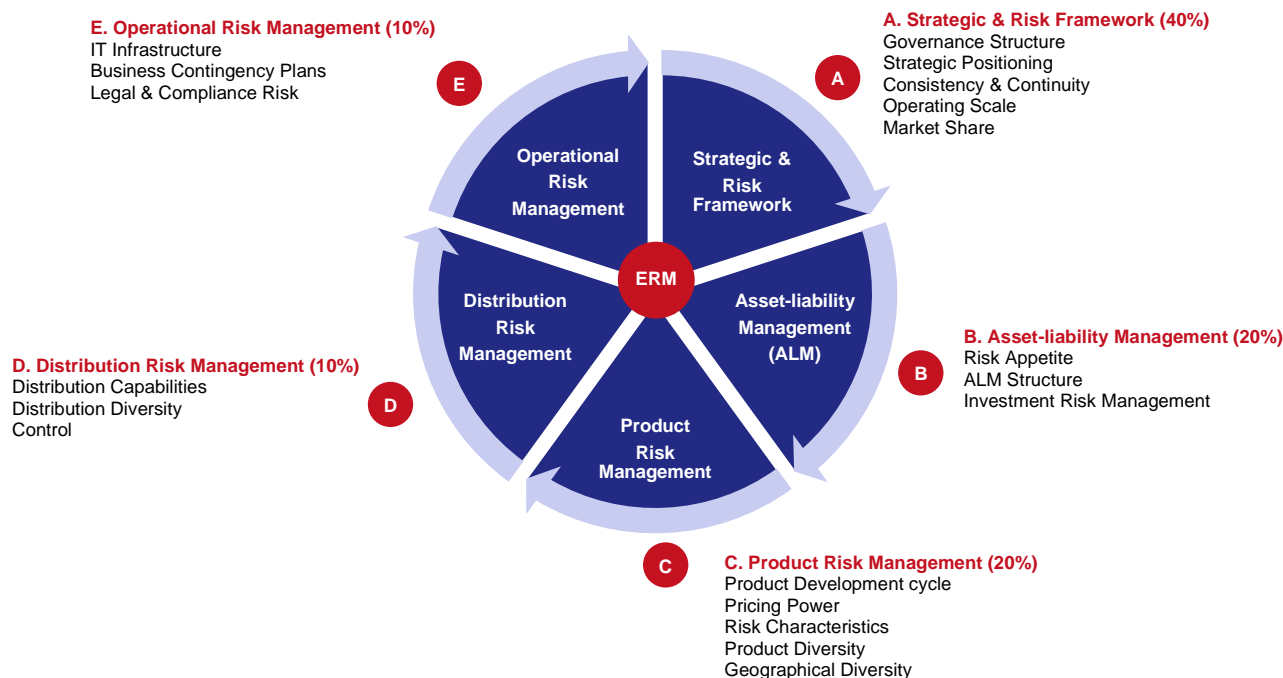 E. Operational Risk Management (10%)
IT Infrastructure
Business Contingency Plans
Legal & Compliance Risk
A. Strategic & Risk Framework (40%)
Governance Structure
Strategic Positioning
Consistency & Continuity
Operating Scale
Market Share
E
A
Operational
Risk
Management
Strategic &
Risk
Framework
ERM
Distribution
Risk
Management
Asset-liability
Management
(ALM)
Product
Risk
Management
B. Asset-liability Management (20%)
Risk Appetite
ALM Structure
Investment Risk Management
B
D. Distribution Risk Management (10%)
Distribution Capabilities
Distribution Diversity
Control
D
C
C. Product Risk Management (20%)
Product Development cycle
Pricing Power
Risk Characteristics
Product Diversity
Geographical Diversity